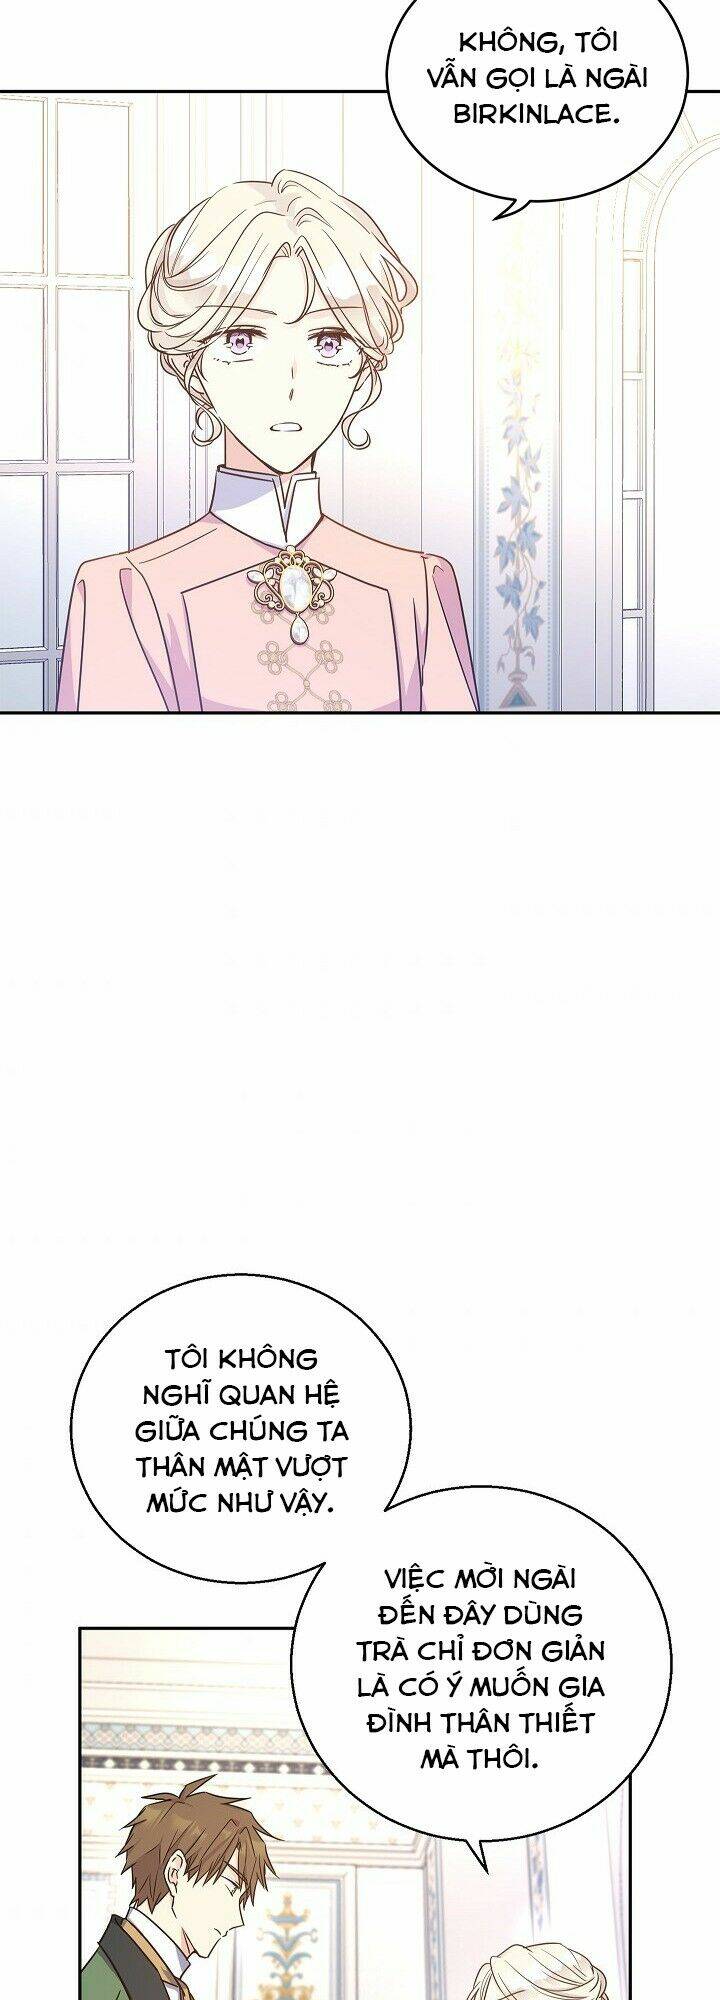 KHÔNG, TÔI
VẪN GỌI LÀ NGÀI
BIRKINLACE.
TÔI KHÔNG
NGHĨ QUAN HỆ
GIỮA CHÚNG TA
THÂN MẬT VƯỢT
MỨC NHƯ VẬY.
VIỆC MỜI NGÀI
ĐẾN ĐÂY DÙNG
TRÀ CHỈ ĐƠN GIẢN
LÀ CÓ Ý MUỐN GIA
ĐÌNH THÂN THIẾT
MÀ THÔI.